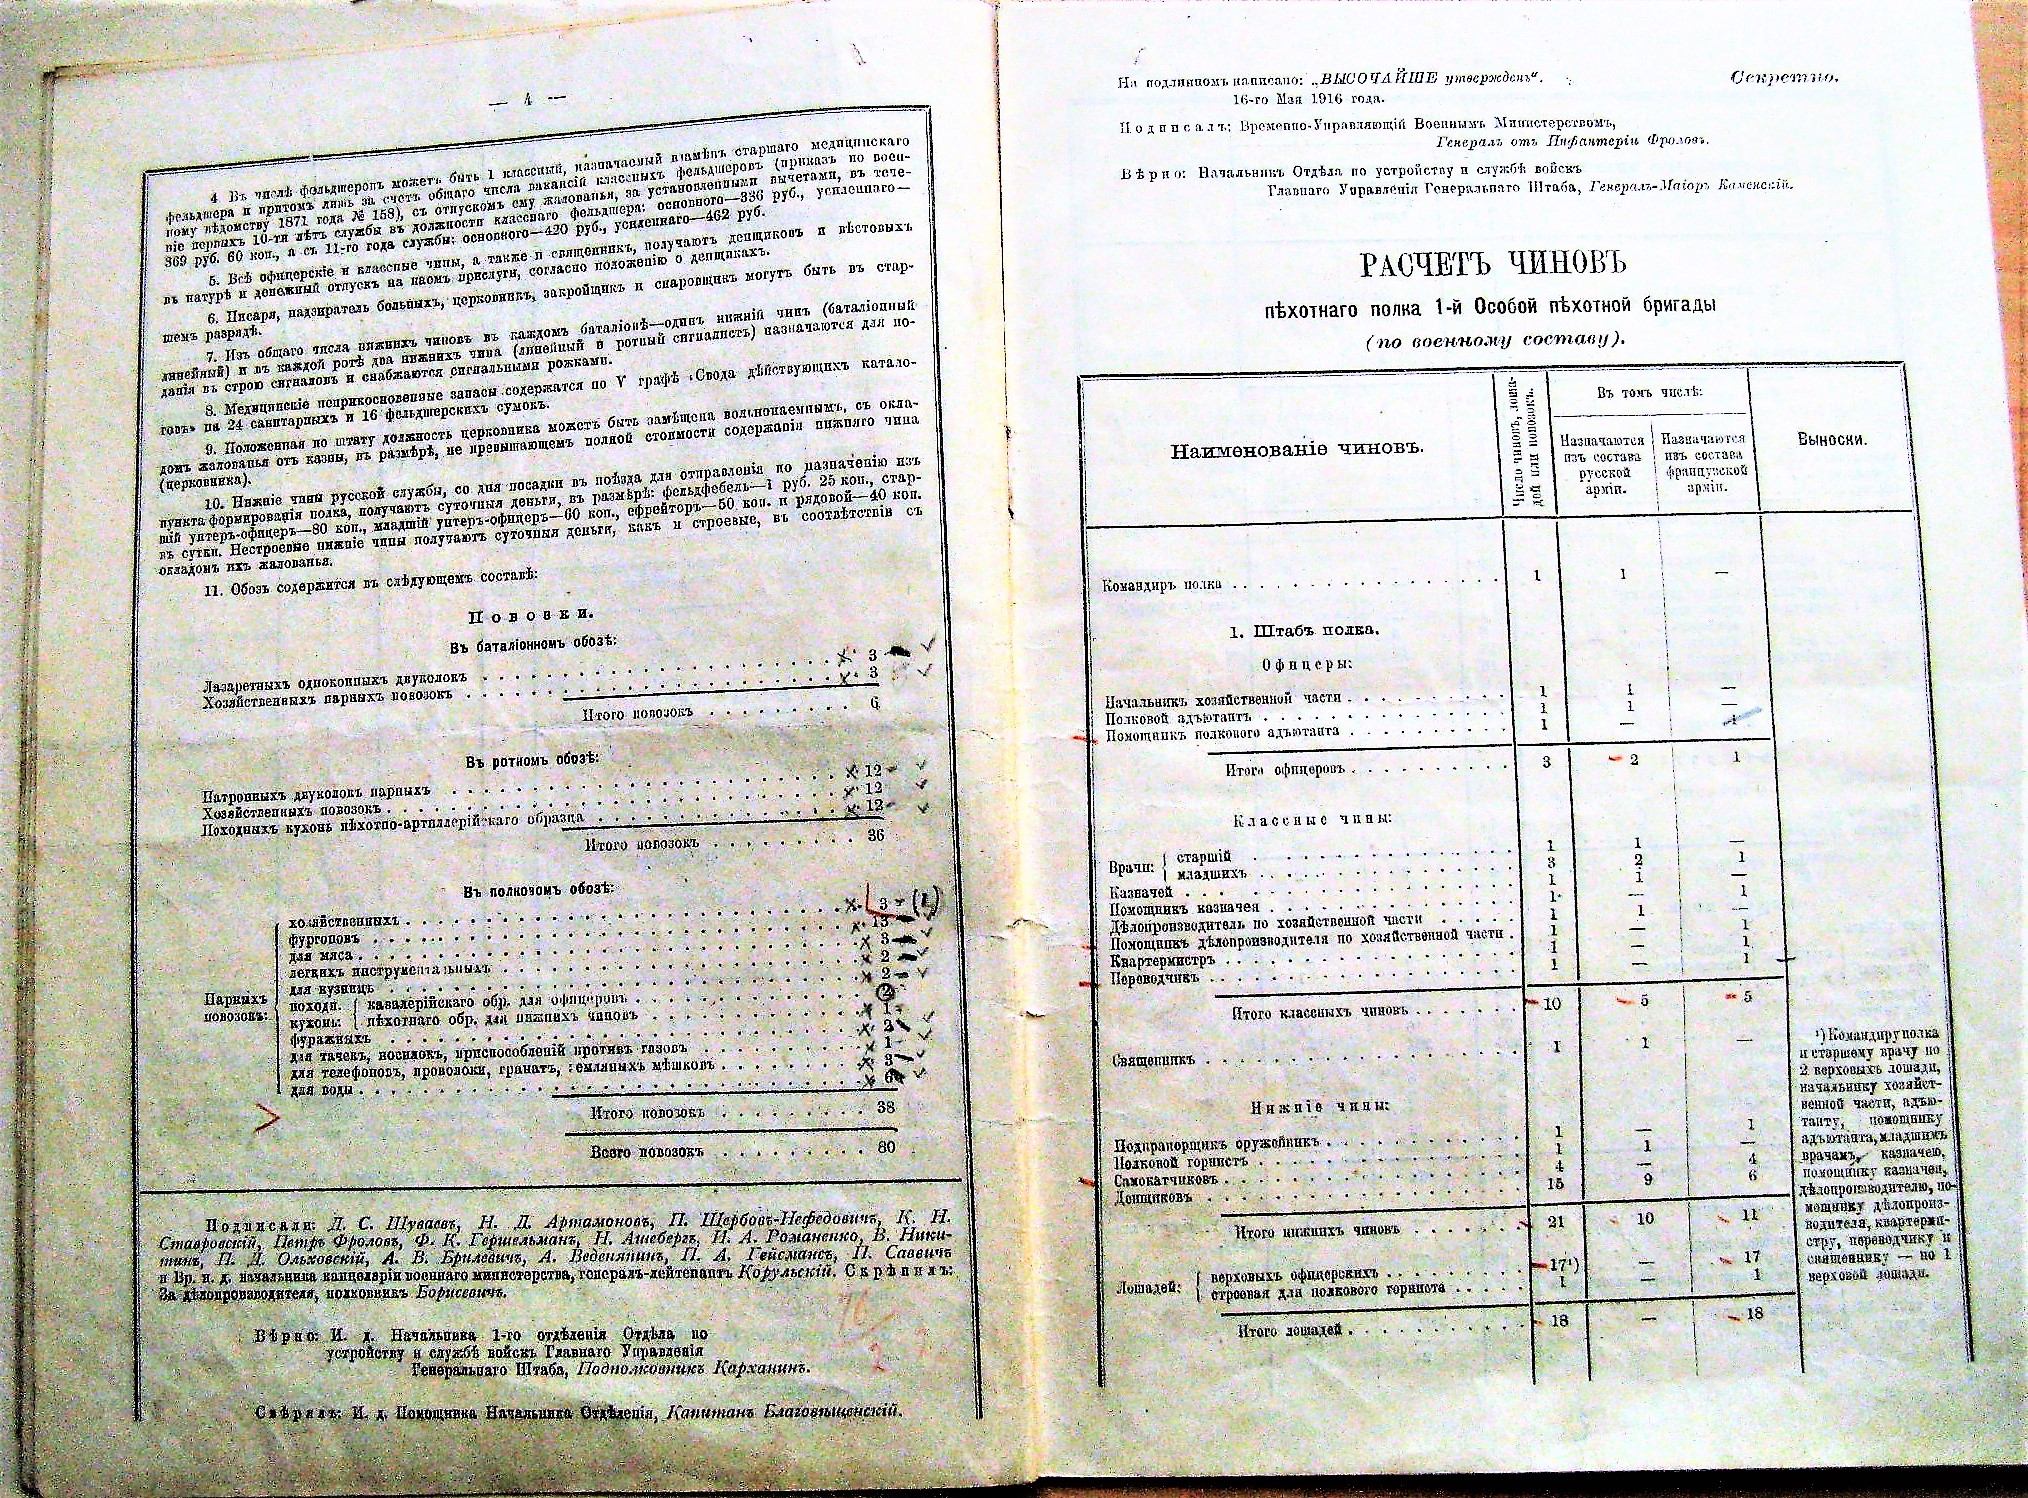 — 4 —
4. Въ числѣ фельдшеровъ можетъ быть 1 классный, назначаемый взамѣнъ старшаго медицинскаго
фельдшера и притомъ лишь за счетъ общаго числа вакансій классныхъ фельдшеровъ (приказъ по воен-
ному вѣдомству 1871 года № 158), съ отпускомъ ему жалованья, за установленными вычетами, въ тече-
ніе первыхъ 10-ти лѣтъ службы въ должности класснаго фельдшера: основного—336 руб., усиленнаго—
369 руб. 60 коп., а съ 11-го года службы: основного—420 руб., усиленнаго—462 руб.
5. Всѣ офицерскіе и классные чины, а также и священникъ, получаютъ денщиковъ и вѣстовыхъ
въ натурѣ и денежный отпускъ на наемъ прислуги, согласно положенію о денщикахъ.
6. Писаря, надзиратель больныхъ, церковникъ, закройщикъ и снаровщикъ могутъ быть въ стар-
шемъ разрядѣ.
7. Изъ общаго числа нижнихъ чиновъ въ каждомъ баталіонѣ—одинъ нижній чинъ (баталіонный
линейный) и въ каждой ротѣ два нижнихъ чина (линейный и ротный сигналистъ) назначаются для по-
данія въ строю сигналовъ и снабжаются сигнальными рожками.
8. Медицинскіе неприкосновенные запасы содержатся по V графѣ «Свода дѣйствующихъ катало-
говъ» на 24 санитарныхъ и 16 фельдшерскихъ сумокъ.
9. Положенная по штату должность церковника можетъ быть замѣщена вольнонаемнымъ, съ окла-
домъ жалованья отъ казны, въ размѣрѣ, не превышающемъ полной стоимости содержанія нижняго чина
(церковника).
10. Нижніе чины русской службы, со дня посадки въ поѣзда для отправленія по назначенію изъ
пункта формированія полка, получаютъ суточныя деньги, въ размѣрѣ: фельдфебель—1 руб. 25 коп., стар-
шій унтеръ-офицеръ—80 коп., младшій унтеръ-офицеръ—60 коп., ефрейторъ—50 коп. и рядовой—40 коп.
въ сутки. Нестроевые нижніе чины получаютъ суточныя деньги, какъ и строевые, въ соотвѣтствіи съ
окладомъ ихъ жалованья.
11. Обозъ содержится въ слѣдующемъ составѣ:
Повозки.
Въ баталіонномъ обозѣ:
Лазаретныхъ одноконныхъ двуколокъ . . . 3
Хозяйственныхъ парныхъ повозокъ . . . 3
Итого повозокъ . . . 6
Въ ротномъ обозѣ:
Патронныхъ двуколокъ парныхъ . . . 12
Хозяйственныхъ повозокъ . . . 12
Походныхъ кухонь пѣхотно-артиллерійскаго образца . . . 12
Итого повозокъ . . . 36
Въ полковомъ обозѣ:
Парныхъ повозокъ:
хозяйственныхъ . . . 3 (2)
фургоновъ . . . 13
для мяса . . . 3
легкихъ инструментальныхъ . . . 2
для кузницъ . . . 2
походн. кухонь: кавалерійскаго обр. для офицеровъ . . . 2
пѣхотнаго обр. для нижнихъ чиновъ . . . 1
фуражныхъ . . . 2
для тачекъ, носилокъ, приспособленій противъ газовъ . . . 1
для телефоновъ, проволоки, гранатъ, земляныхъ мѣшковъ . . . 3
для воды . . . 6
Итого повозокъ . . . 38
Всего повозокъ . . . 80
Подписали: Д. С. Шуваевъ, Н. Д. Артамоновъ, П. Щербовъ-Нефедовичъ, К. Н.
Ставровскій, Петръ Фроловъ, Ф. К. Гершельманъ, Н. Ашебергъ, И. А. Романенко, В. Ники-
тинъ, П. Д. Ольховскій, А. В. Брилевичъ, А. Веденяпинъ, П. А. Гейсмансъ, П. Саввичъ
и Вр. и. д. начальника канцеляріи военнаго министерства, генералъ-лейтенантъ Корульскій. Скрѣпилъ:
За дѣлопроизводителя, полковникъ Борисевичъ.
Вѣрно: И. д. Начальника 1-го отдѣленія Отдѣла по
устройству и службѣ войскъ Главнаго Управленія
Генеральнаго Штаба, Подполковникъ Карханинъ.
Свѣрялъ: И. д. Помощника Начальника Отдѣленія, Капитанъ Благовѣщенскій.
На подлинномъ написано: „ВЫСОЧАЙШЕ утвержденъ“.
Секретно.
16-го Мая 1916 года.
Подписалъ: Временно-Управляющій Военнымъ Министерствомъ,
Генералъ отъ Инфантеріи Фроловъ.
Вѣрно: Начальникъ Отдѣла по устройству и службѣ войскъ
Главнаго Управленія Генеральнаго Штаба, Генералъ-Маіоръ Каменскій.
РАСЧЕТЪ ЧИНОВЪ
пѣхотнаго полка 1-й Особой пѣхотной бригады
(по военному составу).
Наименованіе чиновъ.
Число чиновъ, лоша-
дей или повозокъ.
Въ томъ числѣ:
Назначаются
изъ состава
русской
арміи.
Назначаются
изъ состава
французской
арміи.
Выноски.
Командиръ полка . . . 1 1 —
1. Штабъ полка.
Офицеры:
Начальникъ хозяйственной части . . . 1 1 —
Полковой адъютантъ . . . 1 1 —
Помощникъ полкового адъютанта . . . 1 — 1
Итого офицеровъ . . . 3 2 1
Классные чины:
Врачи: старшій . . . 1 1 —
младшихъ . . . 3 2 1
Казначей . . . 1 1 —
Помощникъ казначея . . . 1 — 1
Дѣлопроизводитель по хозяйственной части . . . 1 1 —
Помощникъ дѣлопроизводителя по хозяйственной части . 1 — 1
Квартермистръ . . . 1 — 1
Переводчикъ . . . 1 — 1
Итого классныхъ чиновъ . . . 10 5 5
Священникъ . . . 1 1 —
Нижніе чины:
Подпрапорщикъ оружейникъ . . . 1 — 1
Полковой горнистъ . . . 1 1 —
Самокатчиковъ . . . 4 — 4
Денщиковъ . . . 15 9 6
Итого нижнихъ чиновъ . . . 21 10 11
Лошадей: верховыхъ офицерскихъ . . . 17¹) — 17
строевая для полкового горниста . . . 1 — 1
Итого лошадей . . . 18 — 18
¹) Командиру полка
и старшему врачу по
2 верховыхъ лошади,
начальнику хозяйст-
венной части, адъю-
танту, помощнику
адъютанта, младшимъ
врачамъ, казначею,
помощнику казначея,
дѣлопроизводителю, по-
мощнику дѣлопроиз-
водителя, квартерми-
стру, переводчику и
священнику — по 1
верховой лошади.